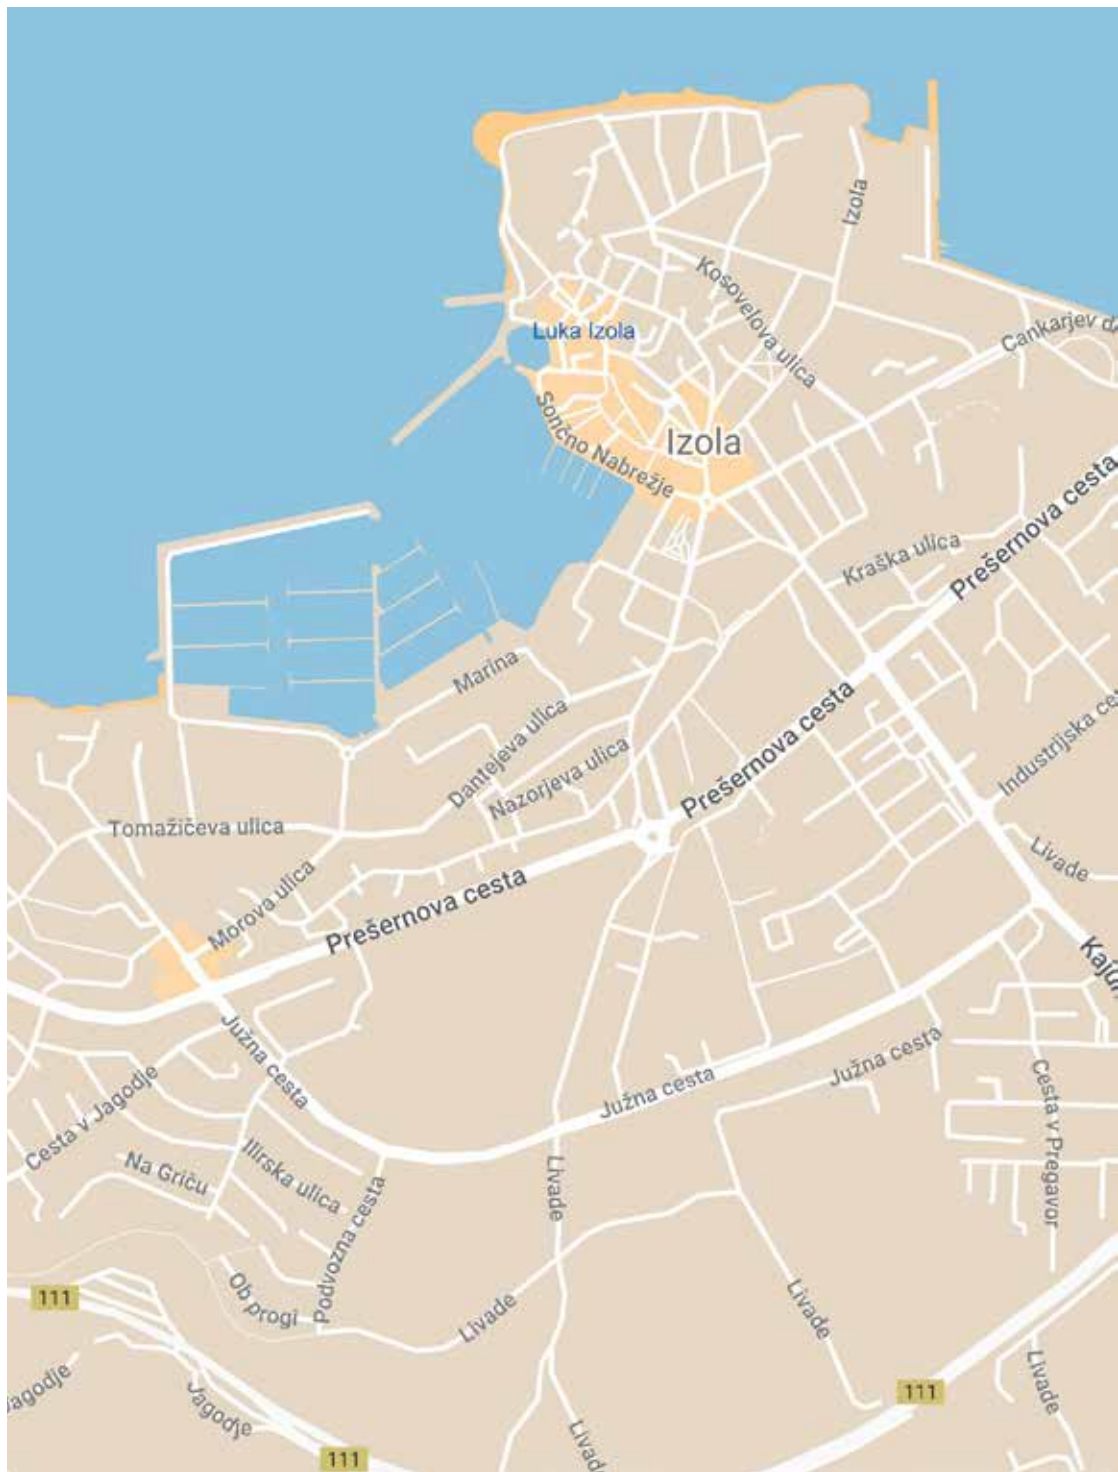 Izola
Kosovelova ulica
Luka Izola
Cankarjev
Sončno Nabrežje
Izola
Prešernova cesta
Kraška ulica
Marina
Prešernova cesta
Dantejeva ulica
Industrijska
Nazorjeva ulica
Tomažičeva ulica
Livade
Prešernova cesta
Morova ulica
Južna cesta
Južna cesta
Južna cesta
Cesta v Jagodje
Cesta v Pregavor
Ilirska ulica
Na Griču
Livade
Podvozna cesta
Ob progi
111
Livade
Livade
Livade
Jagodje
Jagodje
111
Livade
111